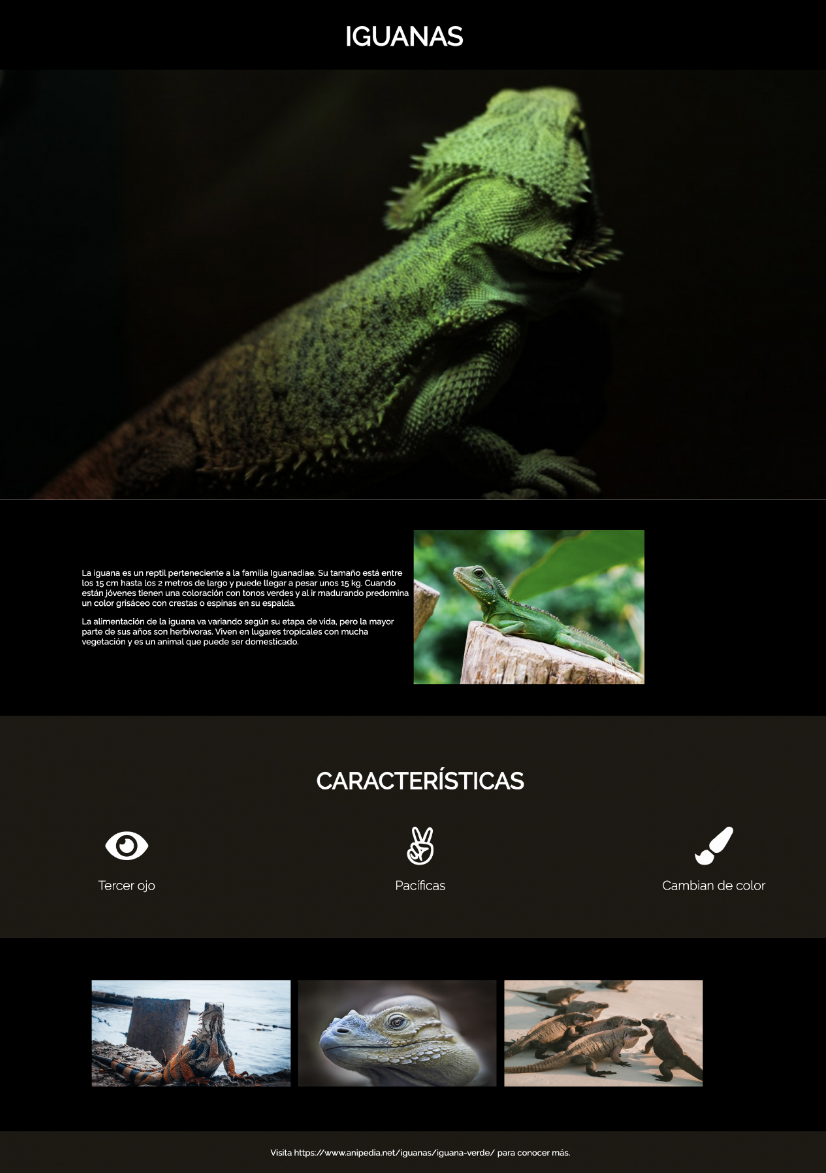 IGUANAS
La iguana es un reptil perteneciente a la familia Iguanadiae. Su tamaño está entre
los 15 cm hasta los 2 metros de largo y puede llegar a pesar unos 15 kg. Cuando
están jóvenes tienen una coloración con tonos verdes y al ir madurando predomina
un color grisáceo con crestas o espinas en su espalda.
La alimentación de la iguana va variando según su etapa de vida, pero la mayor
parte de sus años son herbívoras. Viven en lugares tropicales con mucha
vegetación y es un animal que puede ser domesticado.
CARACTERÍSTICAS
Tercer ojo
Pacíficas
Cambian de color
Visita https://www.anipedia.net/iguanas/iguana-verde/ para conocer más.